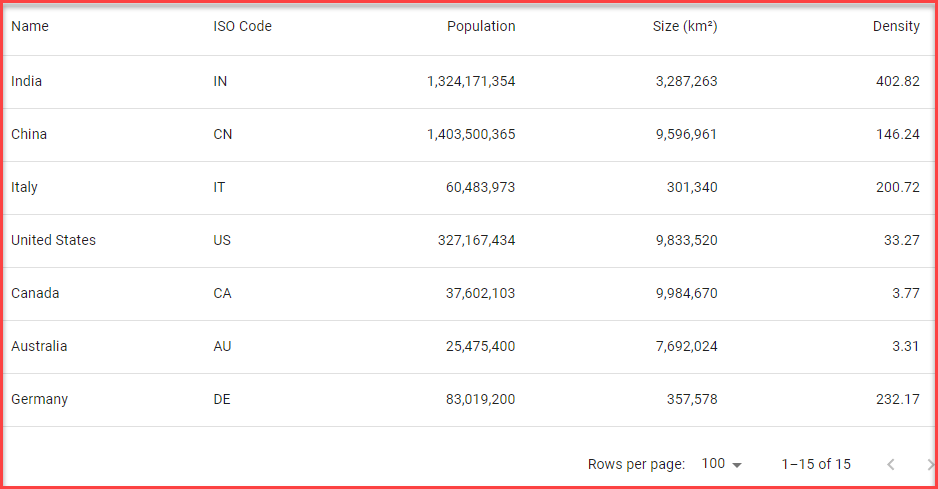 Name ISO Code Population Size (km²) Density
India IN 1,324,171,354 3,287,263 402.82
China CN 1,403,500,365 9,596,961 146.24
Italy IT 60,483,973 301,340 200.72
United States US 327,167,434 9,833,520 33.27
Canada CA 37,602,103 9,984,670 3.77
Australia AU 25,475,400 7,692,024 3.31
Germany DE 83,019,200 357,578 232.17
Rows per page: 100 1–15 of 15